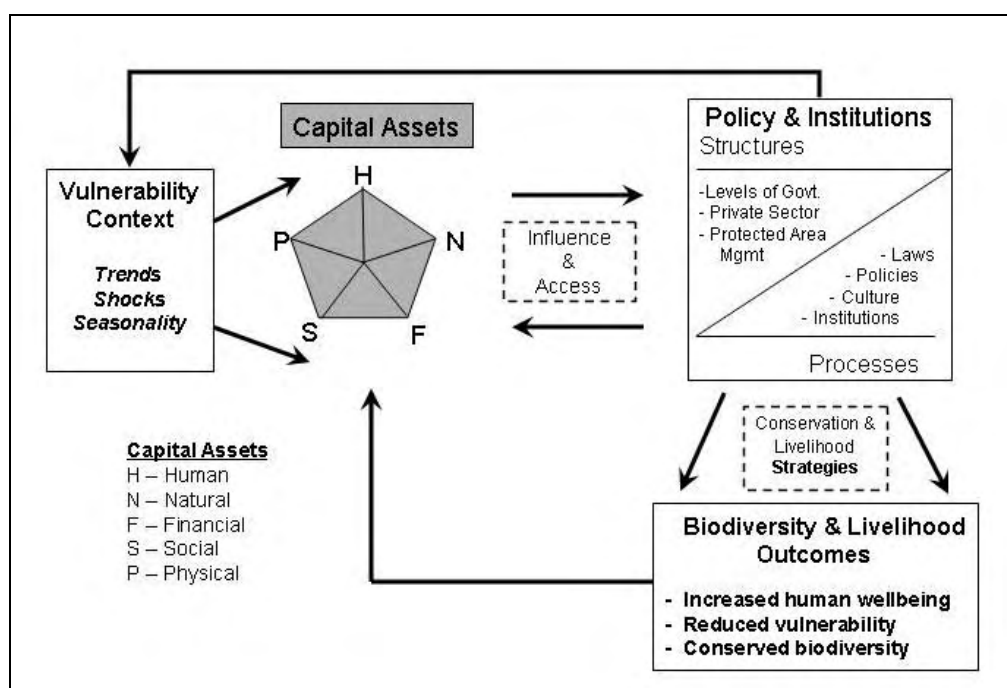 Capital Assets
H
P
N
S
F
Vulnerability
Context
Trends
Shocks
Seasonality
Influence
&
Access
Policy & Institutions
Structures
-Levels of Govt.
- Private Sector
- Protected Area
Mgmt
- Laws
- Policies
- Culture
- Institutions
Processes
Conservation &
Livelihood
Strategies
Capital Assets
H – Human
N – Natural
F – Financial
S – Social
P – Physical
Biodiversity & Livelihood
Outcomes
- Increased human wellbeing
- Reduced vulnerability
- Conserved biodiversity